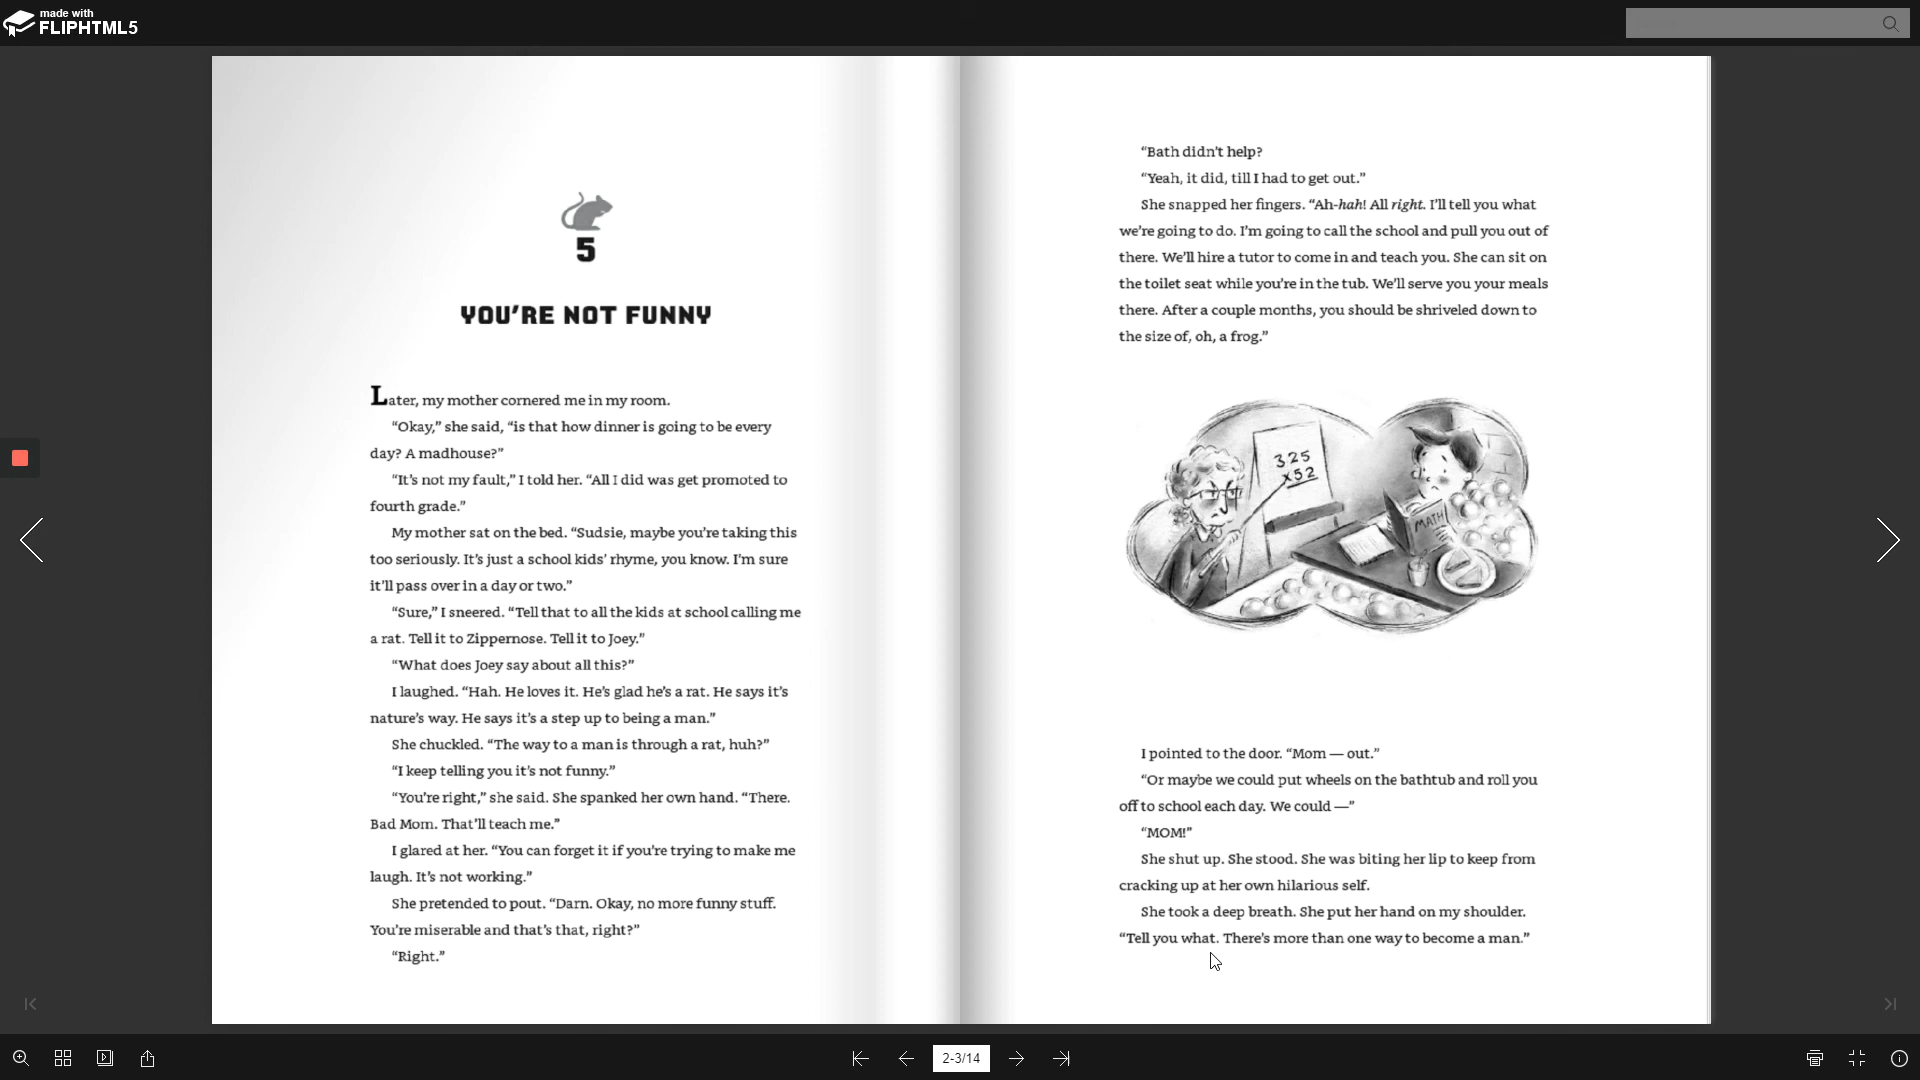 made with
FLIPHTML5
5
YOU'RE NOT FUNNY
Later, my mother cornered me in my room.
“Okay,” she said, “is that how dinner is going to be every
day? A madhouse?”
“It's not my fault,” I told her. “All I did was get promoted to
fourth grade.”
My mother sat on the bed. “Sudsie, maybe you're taking this
too seriously. It's just a school kids' rhyme, you know. I'm sure
it'll pass over in a day or two.”
“Sure,” I sneered. “Tell that to all the kids at school calling me
a rat. Tell it to Zippernose. Tell it to Joey.”
“What does Joey say about all this?”
I laughed. “Hah. He loves it. He's glad he's a rat. He says it's
nature's way. He says it's a step up to being a man.”
She chuckled. “The way to a man is through a rat, huh?”
“I keep telling you it's not funny.”
“You're right,” she said. She spanked her own hand. “There.
Bad Mom. That'll teach me.”
I glared at her. “You can forget it if you're trying to make me
laugh. It's not working.”
She pretended to pout. “Darn. Okay, no more funny stuff.
You're miserable and that's that, right?”
“Right.”
“Bath didn't help?
“Yeah, it did, till I had to get out.”
She snapped her fingers. “Ah-hah! All right. I'll tell you what
we're going to do. I'm going to call the school and pull you out of
there. We'll hire a tutor to come in and teach you. She can sit on
the toilet seat while you're in the tub. We'll serve you your meals
there. After a couple months, you should be shriveled down to
the size of, oh, a frog.”
325
x52
MATH
I pointed to the door. “Mom — out.”
“Or maybe we could put wheels on the bathtub and roll you
off to school each day. We could —”
“MOM!”
She shut up. She stood. She was biting her lip to keep from
cracking up at her own hilarious self.
She took a deep breath. She put her hand on my shoulder.
“Tell you what. There's more than one way to become a man.”
2-3/14